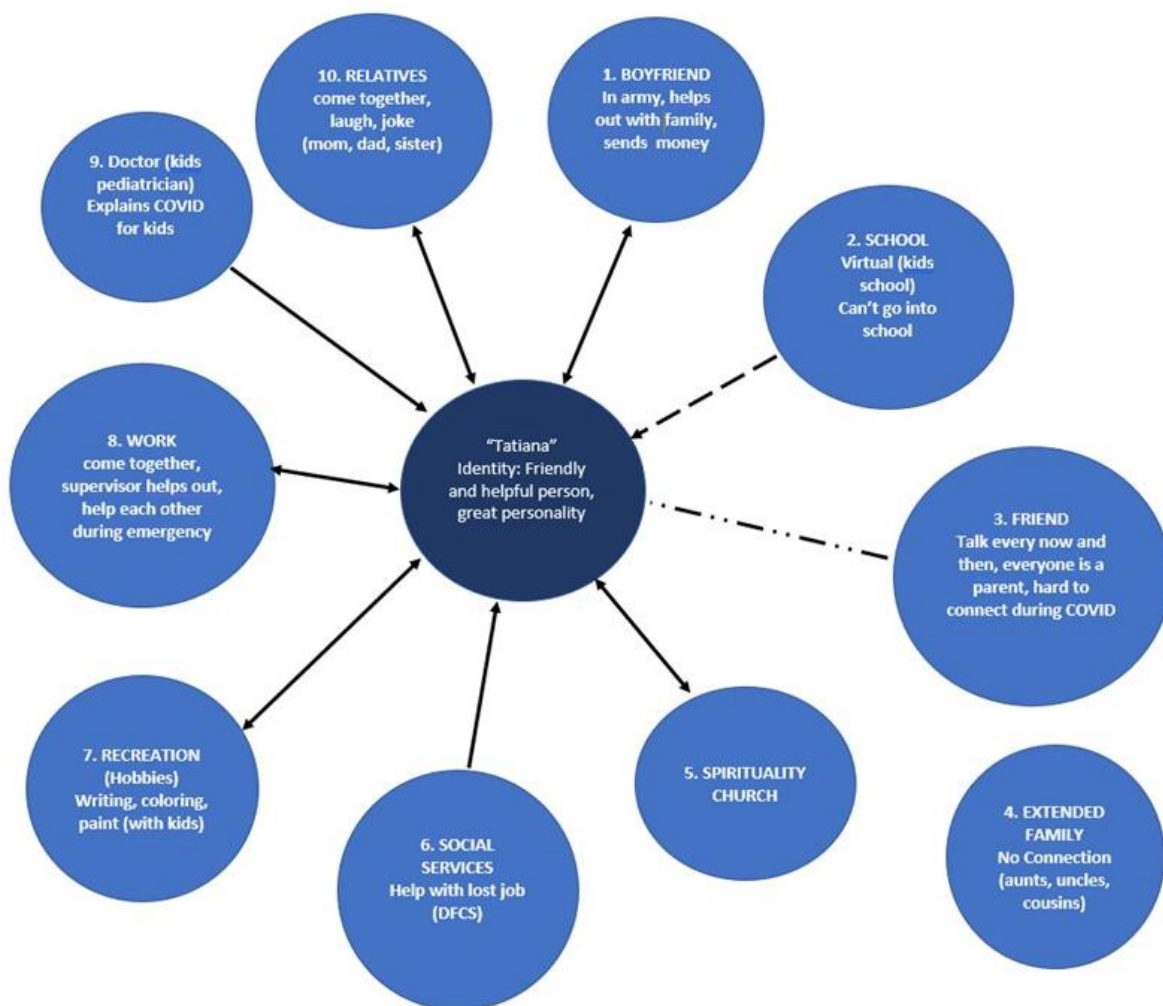 10. RELATIVES
come together,
laugh, joke
(mom, dad, sister)
1. BOYFRIEND
In army, helps
out with family,
sends money
9. Doctor (kids
pediatrician)
Explains COVID
for kids
2. SCHOOL
Virtual (kids
school)
Can't go into
school
8. WORK
come together,
supervisor helps out,
help each other
during emergency
"Tatiana"
Identity: Friendly
and helpful person,
great personality
3. FRIEND
Talk every now and
then, everyone is a
parent, hard to
connect during COVID
7. RECREATION
(Hobbies)
Writing, coloring,
paint (with kids)
6. SOCIAL
SERVICES
Help with lost job
(DFCS)
5. SPIRITUALITY
CHURCH
4. EXTENDED
FAMILY
No Connection
(aunts, uncles,
cousins)